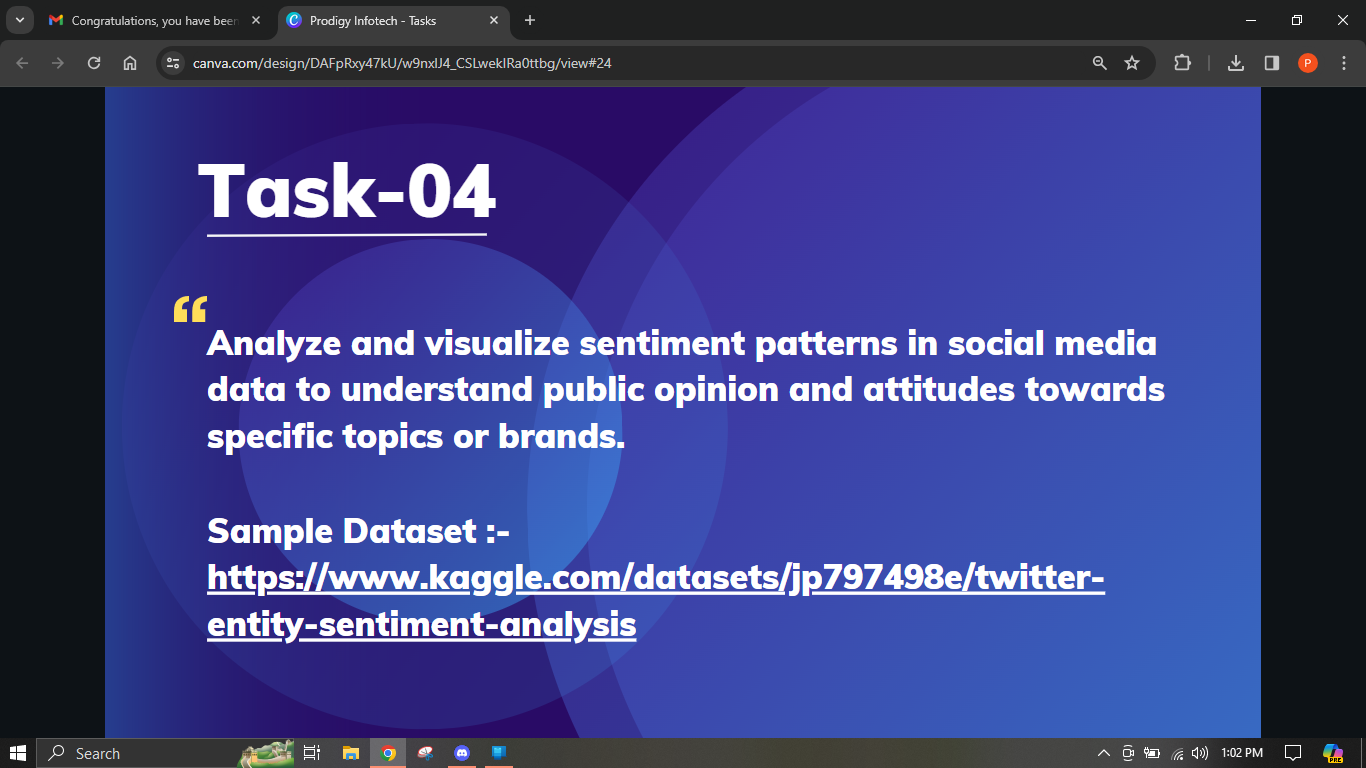 Congratulations, you have been
Prodigy Infotech - Tasks
canva.com/design/DAFpRxy47kU/w9nxlJ4_CSLweklRa0ttbg/view#24
P
Task-04
“
Analyze and visualize sentiment patterns in social media
data to understand public opinion and attitudes towards
specific topics or brands.
Sample Dataset :-
https://www.kaggle.com/datasets/jp797498e/twitter-
entity-sentiment-analysis
Search
1:02 PM
PRE